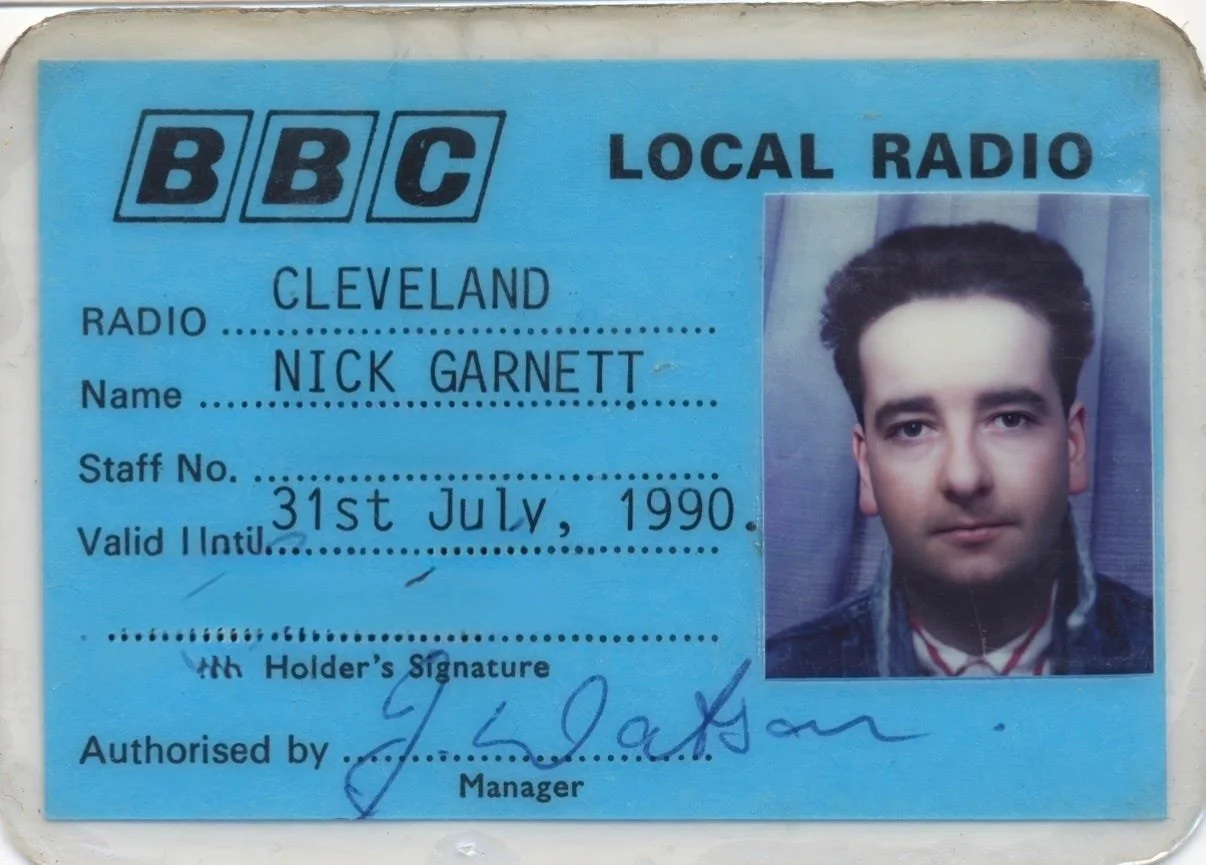 BBC LOCAL RADIO
RADIO CLEVELAND
Name NICK GARNETT
Staff No.
Valid Until 31st July, 1990.
Holder's Signature
Authorised by J. Watson
Manager